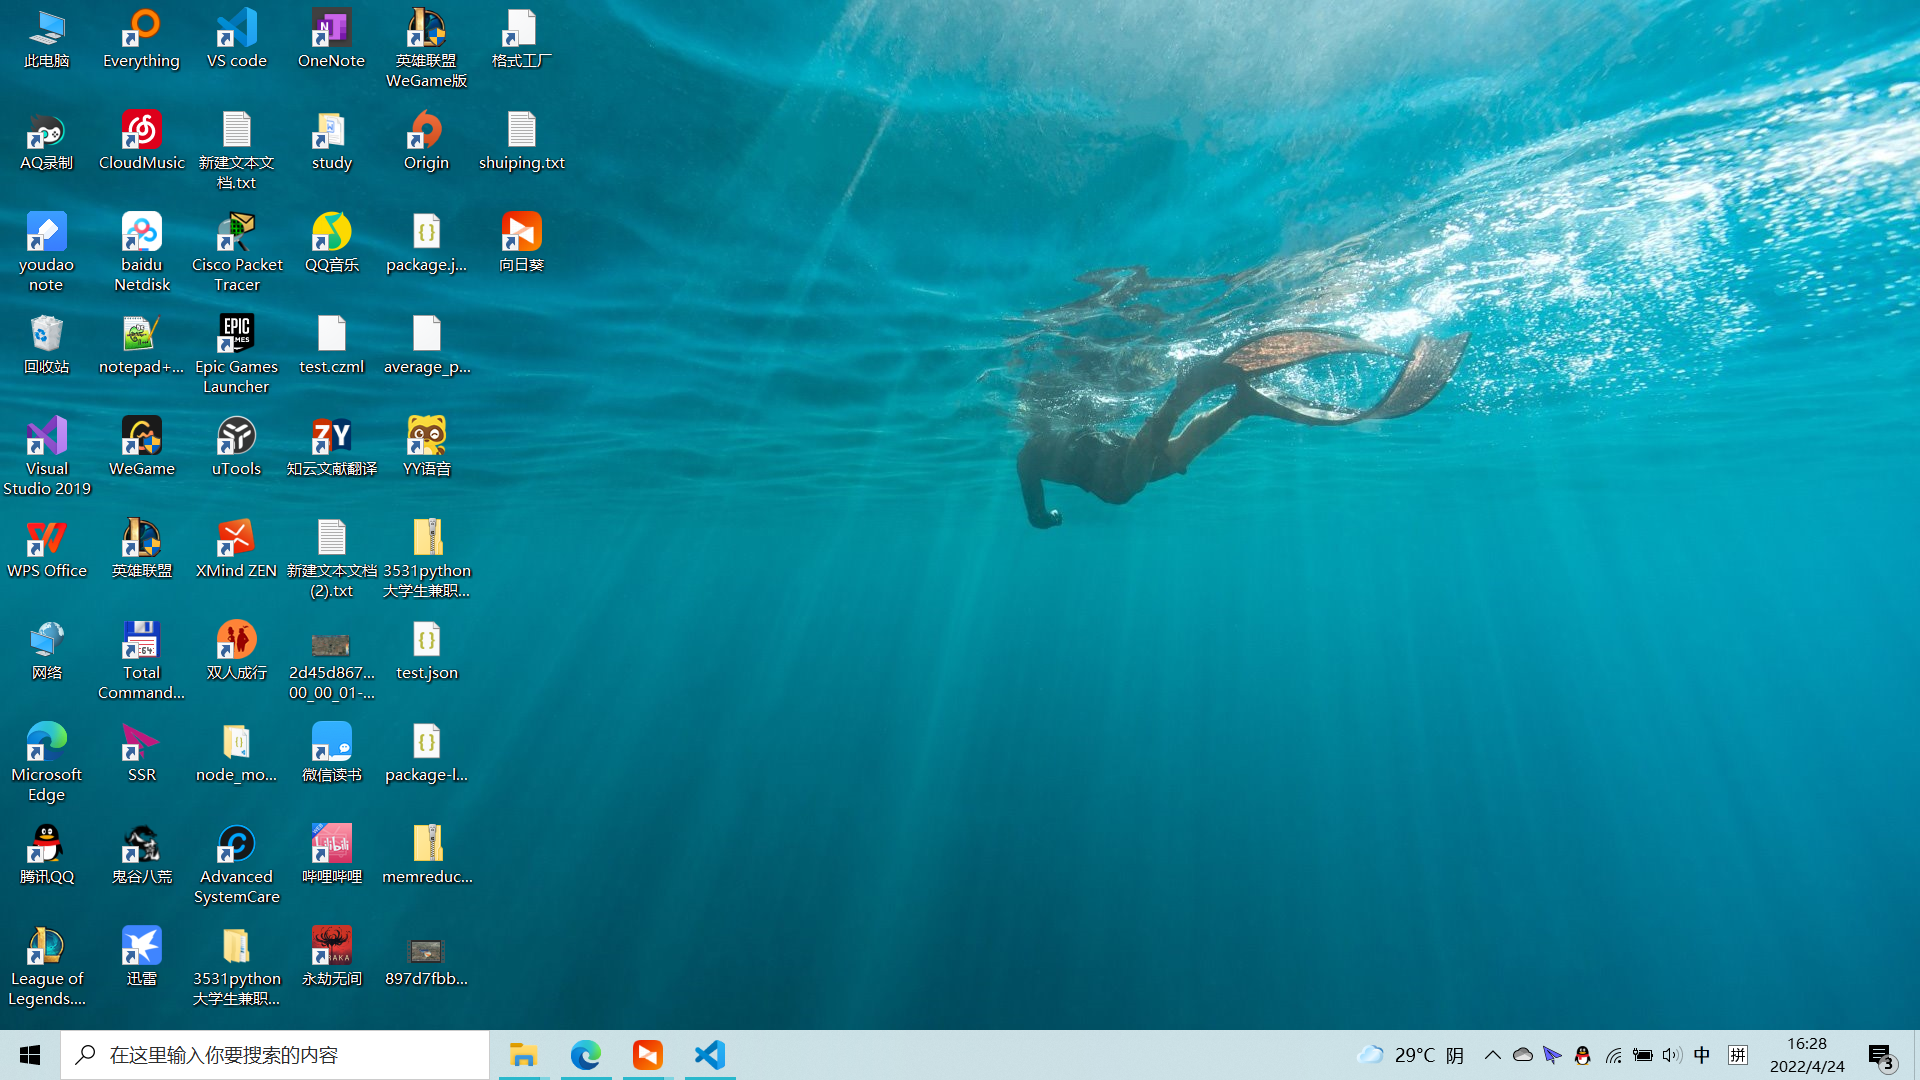 此电脑
Everything
VS code
OneNote
英雄联盟
WeGame版
格式工厂
AQ录制
CloudMusic
新建文本文
档.txt
study
Origin
shuiping.txt
youdao
note
baidu
Netdisk
Cisco Packet
Tracer
QQ音乐
package.j...
向日葵
回收站
notepad+...
EPIC
GAMES
Epic Games
Launcher
test.czml
average_p...
Visual
Studio 2019
WeGame
uTools
ZY
知云文献翻译
YY语音
WPS Office
英雄联盟
XMind ZEN
新建文本文档
(2).txt
3531python
大学生兼职...
网络
:64:
Total
Command...
双人成行
2d45d867...
00_00_01-...
test.json
Microsoft
Edge
SSR
node_mo...
微信读书
package-l...
腾讯QQ
鬼谷八荒
Advanced
SystemCare
哔哩哔哩
memreduc...
League of
Legends....
迅雷
3531python
大学生兼职...
永劫无间
897d7fbb...
在这里输入你要搜索的内容
29°C 阴
中
拼
16:28
2022/4/24
3